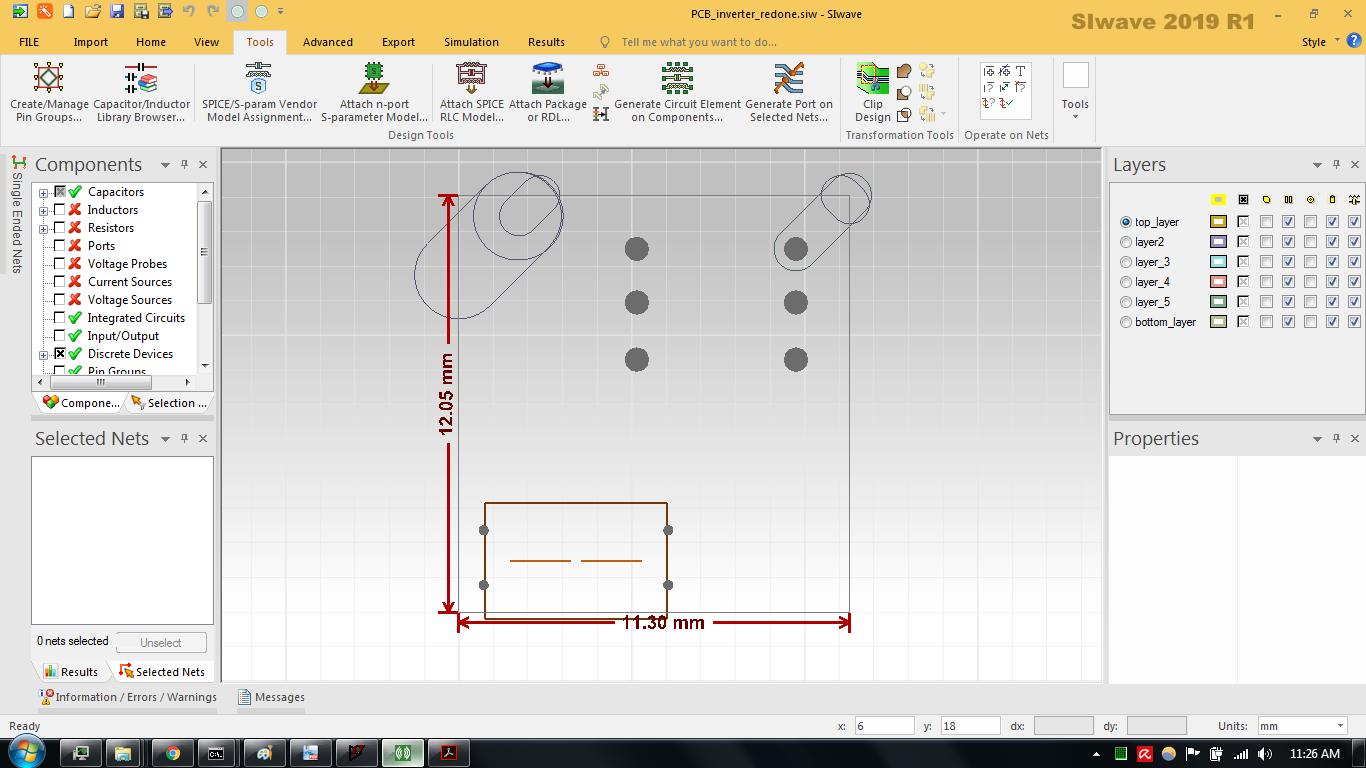 PCB_inverter_redone.siw - SIwave
SIwave 2019 R1
FILE Import Home View Tools Advanced Export Simulation Results Tell me what you want to do... Style
Create/Manage Pin Groups...
Capacitor/Inductor Library Browser...
SPICE/S-param Vendor Model Assignment...
Attach n-port S-parameter Model...
Attach SPICE RLC Model...
Attach Package or RDL...
Generate Circuit Element on Components...
Generate Port on Selected Nets...
Clip Design
Tools
Design Tools
Transformation Tools
Operate on Nets
Single Ended Nets
Components
Capacitors
Inductors
Resistors
Ports
Voltage Probes
Current Sources
Voltage Sources
Integrated Circuits
Input/Output
Discrete Devices
Pin Groups
Compone...
Selection ...
Selected Nets
0 nets selected
Unselect
Results
Selected Nets
12.05 mm
11.30 mm
Layers
top_layer
layer2
layer_3
layer_4
layer_5
bottom_layer
Properties
Information / Errors / Warnings
Messages
Ready
x: 6
y: 18
dx:
dy:
Units: mm
11:26 AM